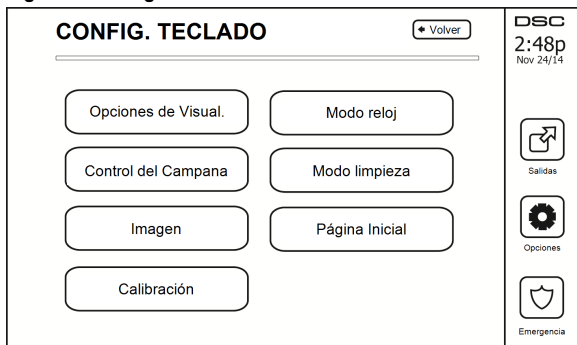 CONFIG. TECLADO
Volver
Opciones de Visual.
Modo reloj
Control del Campana
Modo limpieza
Imagen
Página Inicial
Calibración
DSC
2:48p
Nov 24/14
Salidas
Opciones
Emergencia